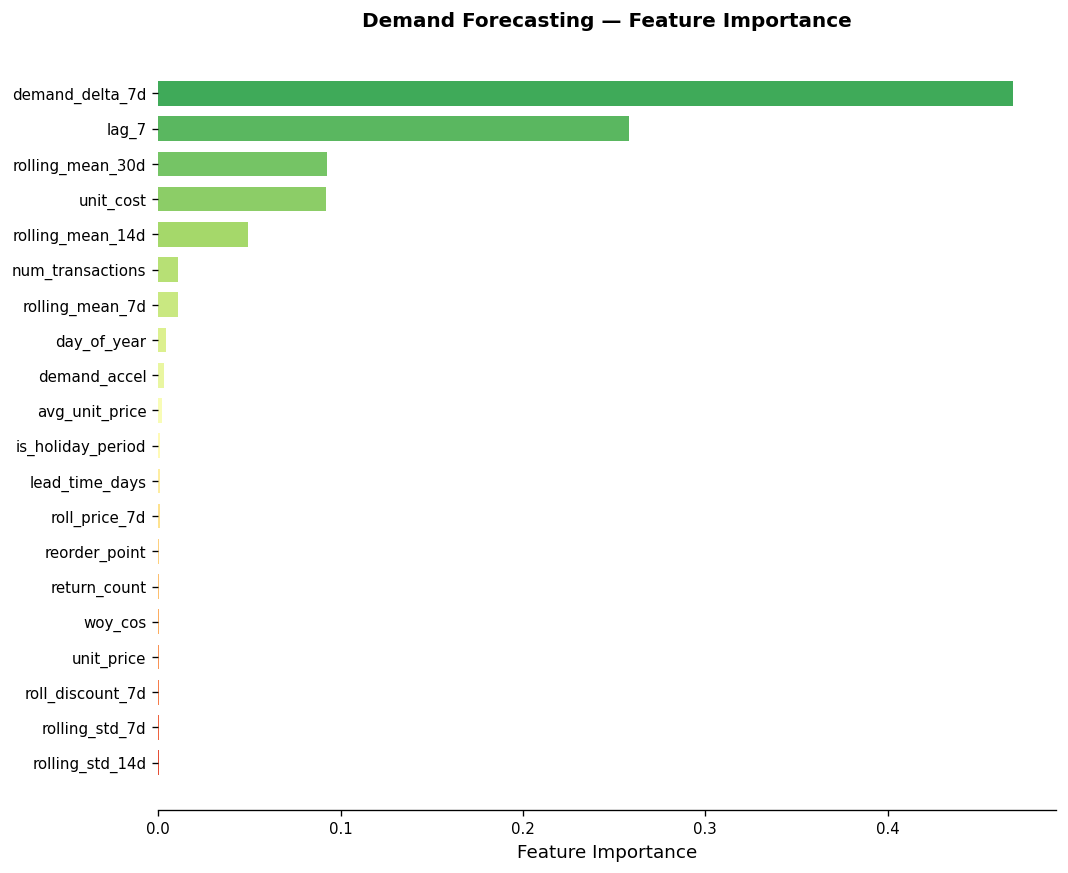 Demand Forecasting — Feature Importance
demand_delta_7d
lag_7
rolling_mean_30d
unit_cost
rolling_mean_14d
num_transactions
rolling_mean_7d
day_of_year
demand_accel
avg_unit_price
is_holiday_period
lead_time_days
roll_price_7d
reorder_point
return_count
woy_cos
unit_price
roll_discount_7d
rolling_std_7d
rolling_std_14d
0.0 0.1 0.2 0.3 0.4
Feature Importance